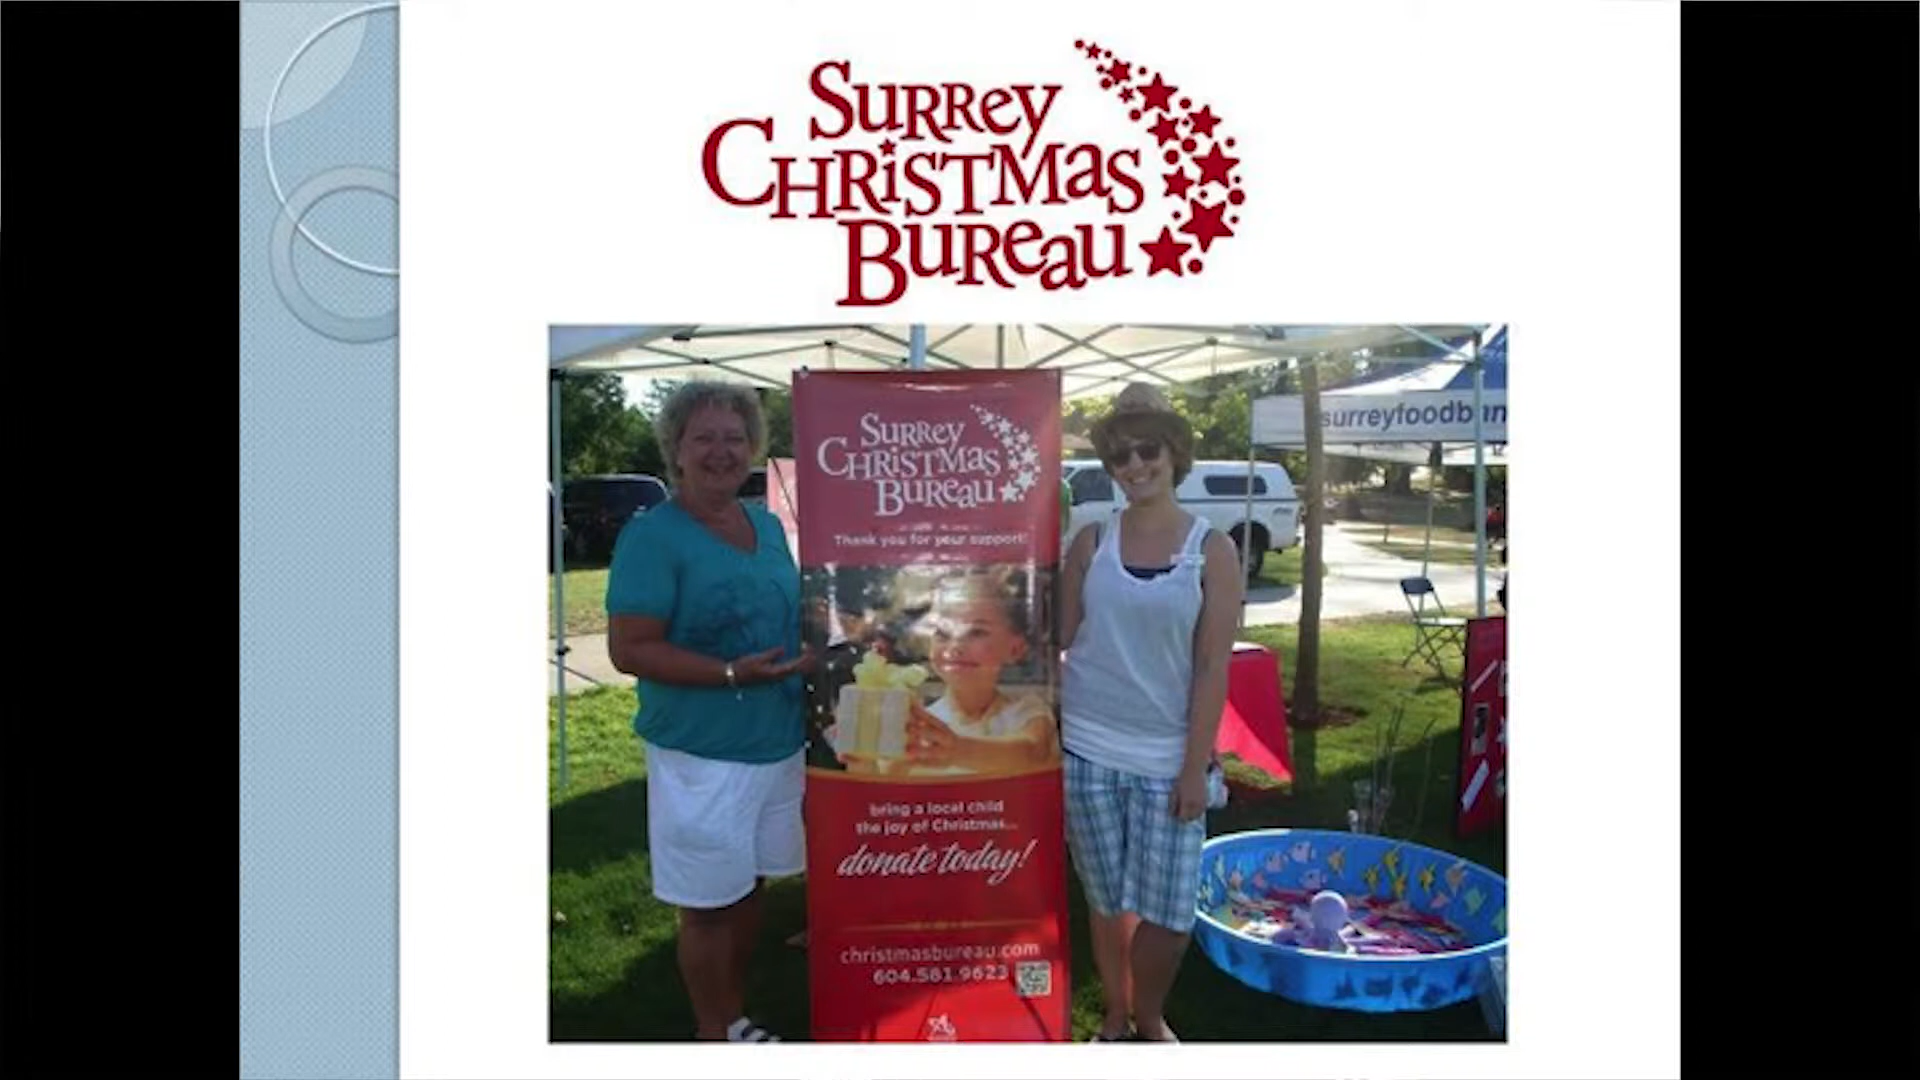 Surrey
Christmas
Bureau
surreyfoodban
Surrey
Christmas
Bureau
Thank you for your support!
bring a local child
the joy of Christmas...
donate today!
christmasbureau.com
604.581.9623